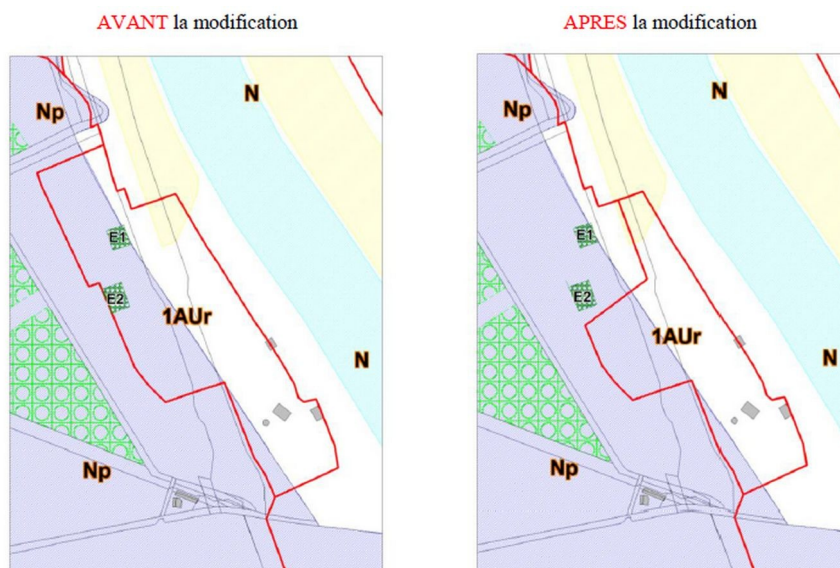 AVANT la modification
APRES la modification
N
Np
E1
E2
1AUr
N
Np
N
Np
E1
E2
1AUr
N
Np